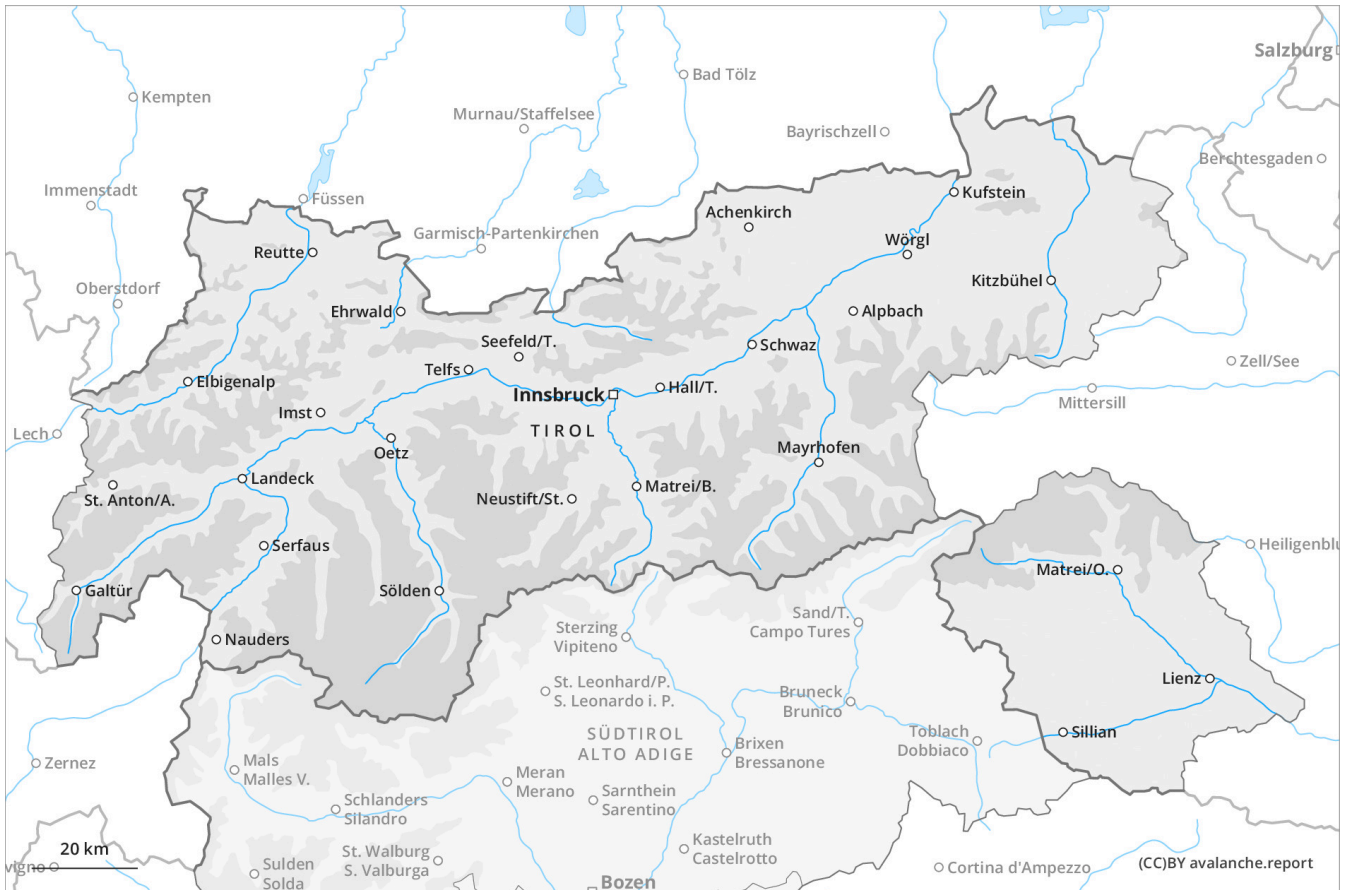 Salzburg
Bad Tölz
Kempten
Murnau/Staffelsee
Bayrischzell
Berchtesgaden
Immenstadt
Füssen
Kufstein
Achenkirch
Garmisch-Partenkirchen
Wörgl
Reutte
Kitzbühel
Oberstdorf
Ehrwald
Alpbach
Seefeld/T.
Schwaz
Zell/See
Telfs
Elbigenalp
Hall/T.
Innsbruck
Mittersill
Imst
TIROL
Lech
Oetz
Mayrhofen
Landeck
Matrei/B.
St. Anton/A.
Neustift/St.
Serfaus
Heiligenblu
Matrei/O.
Galtür
Sölden
Sand/T.
Campo Tures
Nauders
Sterzing
Vipiteno
Lienz
St. Leonhard/P.
S. Leonardo i. P.
Bruneck
Brunico
SÜDTIROL
ALTO ADIGE
Toblach
Dobbiaco
Sillian
Brixen
Bressanone
Zernez
Mals
Malles V.
Meran
Merano
Sarnthein
Sarentino
Schlanders
Silandro
Kastelruth
Castelrotto
20 km
St. Walburg
S. Valburga
vigno
Sulden
Solda
Cortina d'Ampezzo
(CC)BY avalanche.report
Bozen